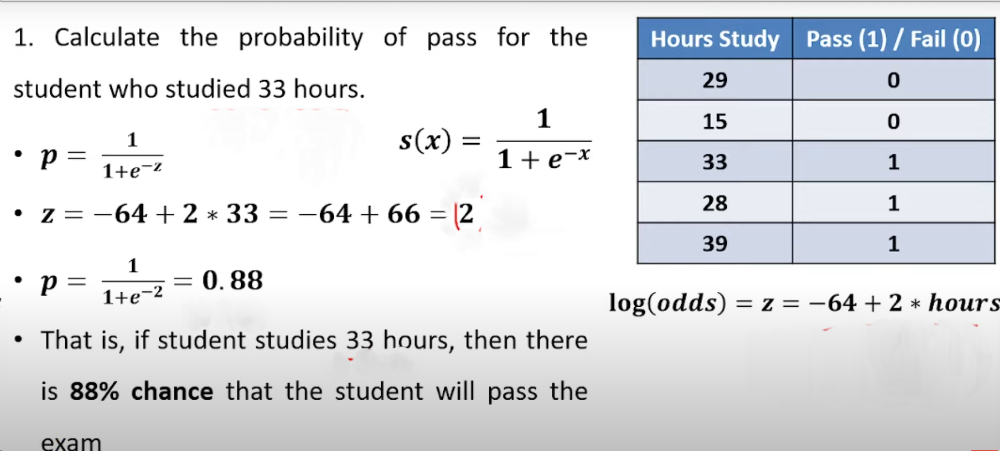 1. Calculate the probability of pass for the
student who studied 33 hours.
• p = 1/(1+e^−z)
s(x) = 1/(1 + e^−x)
• z = −64 + 2 * 33 = −64 + 66 = 2
• p = 1/(1+e^−2) = 0.88
• That is, if student studies 33 hours, then there
is 88% chance that the student will pass the
exam
Hours Study Pass (1) / Fail (0)
29 0
15 0
33 1
28 1
39 1
log(odds) = z = −64 + 2 * hours